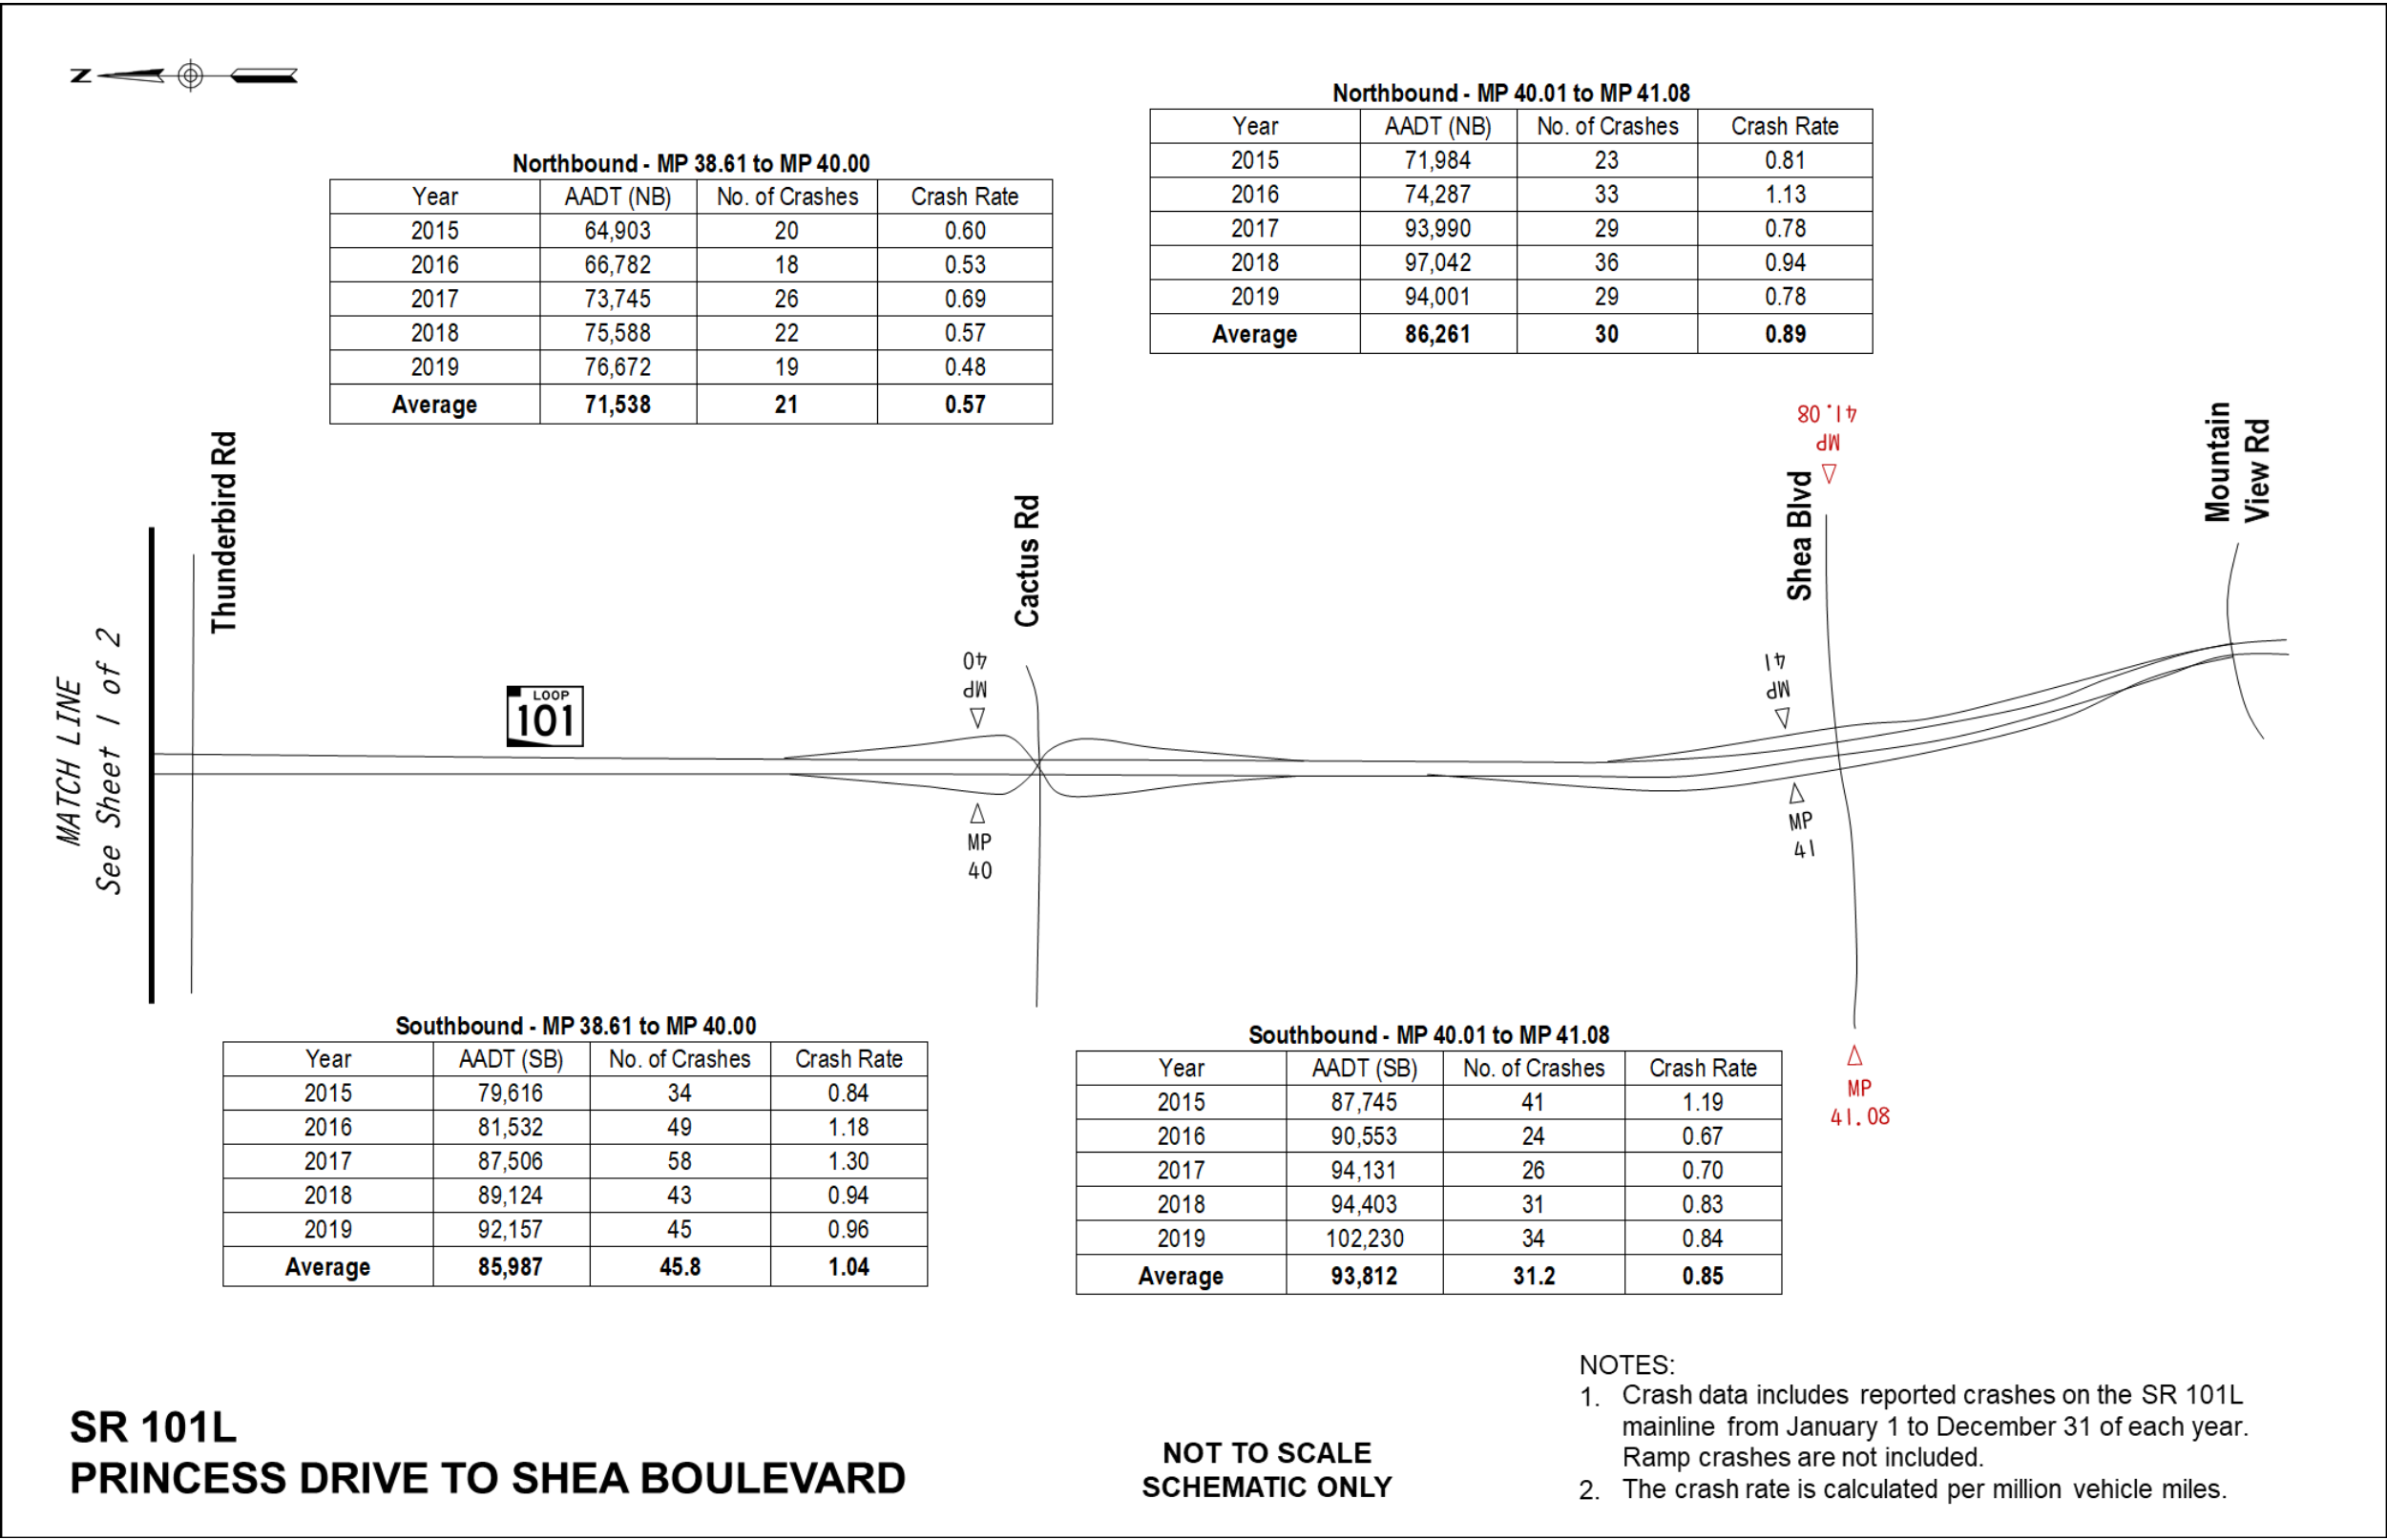 N
Northbound - MP 40.01 to MP 41.08
Year AADT (NB) No. of Crashes Crash Rate
2015 71,984 23 0.81
2016 74,287 33 1.13
2017 93,990 29 0.78
2018 97,042 36 0.94
2019 94,001 29 0.78
Average 86,261 30 0.89
Northbound - MP 38.61 to MP 40.00
Year AADT (NB) No. of Crashes Crash Rate
2015 64,903 20 0.60
2016 66,782 18 0.53
2017 73,745 26 0.69
2018 75,588 22 0.57
2019 76,672 19 0.48
Average 71,538 21 0.57
MATCH LINE
See Sheet 1 of 2
Thunderbird Rd
LOOP
101
MP
40
Cactus Rd
MP
40
MP
41
Shea Blvd
MP
41.08
MP
41
Mountain
View Rd
MP
41.08
Southbound - MP 38.61 to MP 40.00
Year AADT (SB) No. of Crashes Crash Rate
2015 79,616 34 0.84
2016 81,532 49 1.18
2017 87,506 58 1.30
2018 89,124 43 0.94
2019 92,157 45 0.96
Average 85,987 45.8 1.04
Southbound - MP 40.01 to MP 41.08
Year AADT (SB) No. of Crashes Crash Rate
2015 87,745 41 1.19
2016 90,553 24 0.67
2017 94,131 26 0.70
2018 94,403 31 0.83
2019 102,230 34 0.84
Average 93,812 31.2 0.85
SR 101L
PRINCESS DRIVE TO SHEA BOULEVARD
NOT TO SCALE
SCHEMATIC ONLY
NOTES:
1. Crash data includes reported crashes on the SR 101L
mainline from January 1 to December 31 of each year.
Ramp crashes are not included.
2. The crash rate is calculated per million vehicle miles.